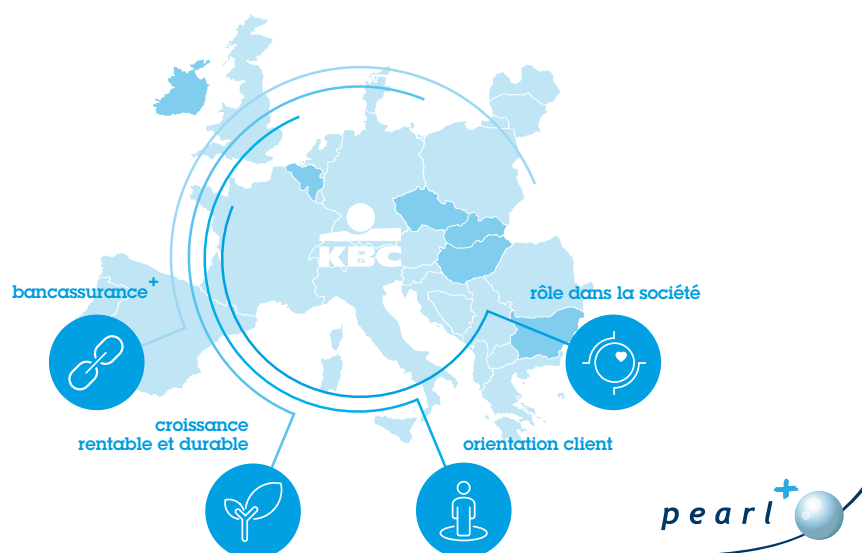 KBC
bancassurance+
rôle dans la société
croissance
rentable et durable
orientation client
pearl+